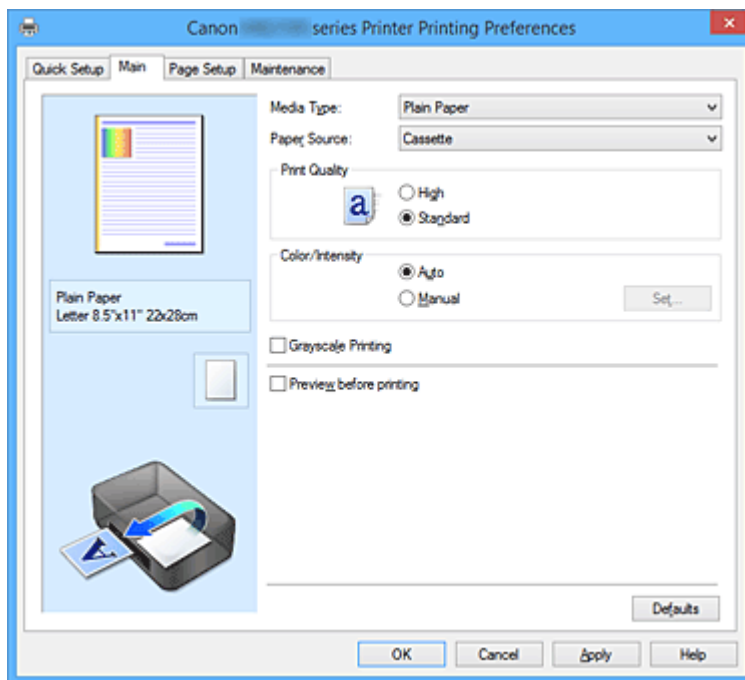 Canon series Printer Printing Preferences
Quick Setup Main Page Setup Maintenance
Media Type: Plain Paper
Paper Source: Cassette
Print Quality
a
High
Standard
Color/Intensity
Auto
Manual Set...
Plain Paper
Letter 8.5"x11" 22x28cm
Grayscale Printing
Preview before printing
A
Defaults
OK Cancel Apply Help